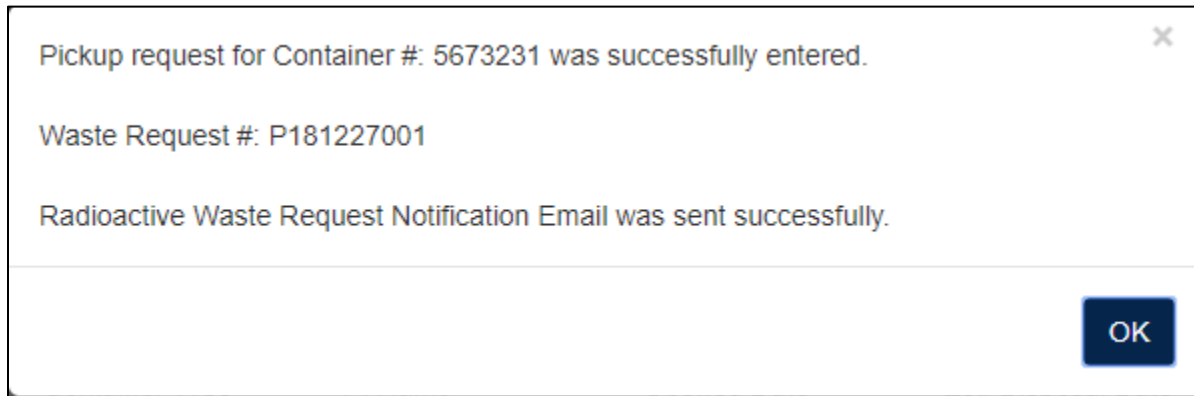 Pickup request for Container #: 5673231 was successfully entered.
Waste Request #: P181227001
Radioactive Waste Request Notification Email was sent successfully.
OK